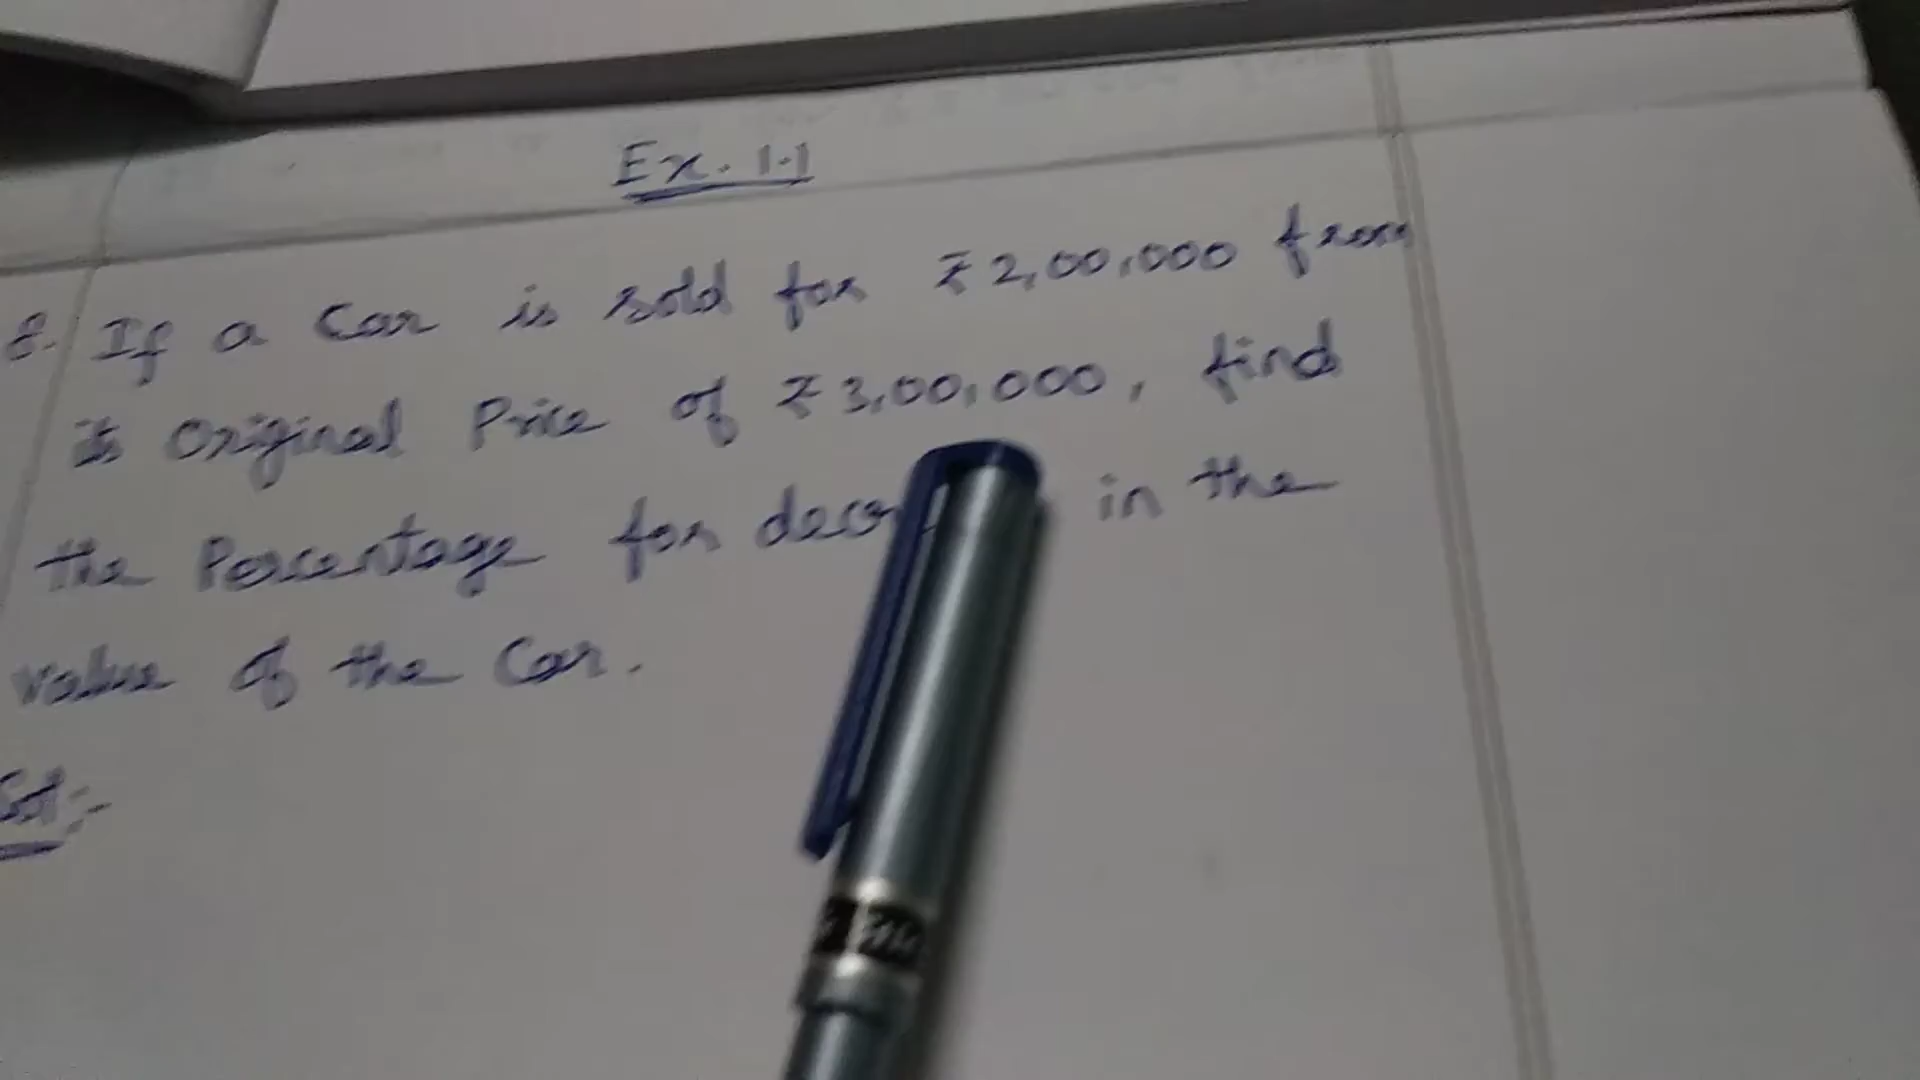 Ex. 1.1
8. If a Car is sold for ₹2,00,000 from
its Original Price of ₹3,00,000, find
the Percentage for decr in the
value of the Car.
Sol:-